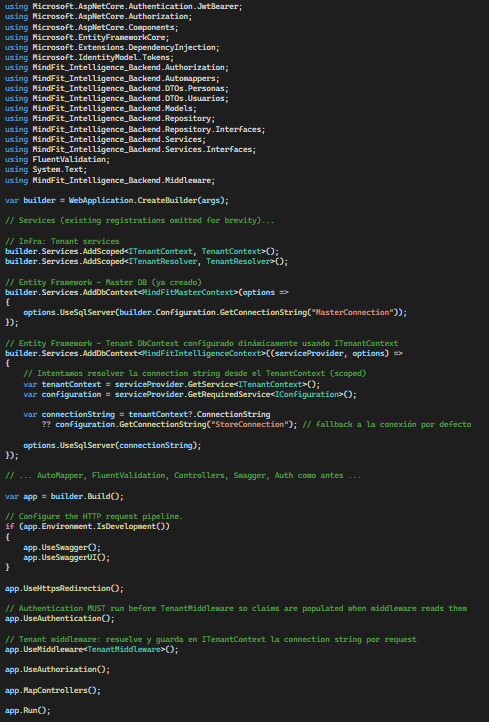 using Microsoft.AspNetCore.Authentication.JwtBearer;
using Microsoft.AspNetCore.Authorization;
using Microsoft.AspNetCore.Components;
using Microsoft.EntityFrameworkCore;
using Microsoft.Extensions.DependencyInjection;
using Microsoft.IdentityModel.Tokens;
using MindFit_Intelligence_Backend.Authorization;
using MindFit_Intelligence_Backend.Automappers;
using MindFit_Intelligence_Backend.DTOs.Personas;
using MindFit_Intelligence_Backend.DTOs.Usuarios;
using MindFit_Intelligence_Backend.Models;
using MindFit_Intelligence_Backend.Repository;
using MindFit_Intelligence_Backend.Repository.Interfaces;
using MindFit_Intelligence_Backend.Services;
using MindFit_Intelligence_Backend.Services.Interfaces;
using FluentValidation;
using System.Text;
using MindFit_Intelligence_Backend.Middleware;

var builder = WebApplication.CreateBuilder(args);

// Services (existing registrations omitted for brevity)...

// Infra: Tenant services
builder.Services.AddScoped<ITenantContext, TenantContext>();
builder.Services.AddScoped<ITenantResolver, TenantResolver>();

// Entity Framework - Master DB (ya creado)
builder.Services.AddDbContext<MindFitMasterContext>(options =>
{
    options.UseSqlServer(builder.Configuration.GetConnectionString("MasterConnection"));
});

// Entity Framework - Tenant DbContext configurado dinámicamente usando ITenantContext
builder.Services.AddDbContext<MindFitIntelligenceContext>((serviceProvider, options) =>
{
    // Intentamos resolver la connection string desde el TenantContext (scoped)
    var tenantContext = serviceProvider.GetService<ITenantContext>();
    var configuration = serviceProvider.GetRequiredService<IConfiguration>();

    var connectionString = tenantContext?.ConnectionString
        ?? configuration.GetConnectionString("StoreConnection"); // fallback a la conexión por defecto

    options.UseSqlServer(connectionString);
});

// ... AutoMapper, FluentValidation, Controllers, Swagger, Auth como antes ...

var app = builder.Build();

// Configure the HTTP request pipeline.
if (app.Environment.IsDevelopment())
{
    app.UseSwagger();
    app.UseSwaggerUI();
}

app.UseHttpsRedirection();

// Authentication MUST run before TenantMiddleware so claims are populated when middleware reads them
app.UseAuthentication();

// Tenant middleware: resuelve y guarda en ITenantContext la connection string por request
app.UseMiddleware<TenantMiddleware>();

app.UseAuthorization();

app.MapControllers();

app.Run();